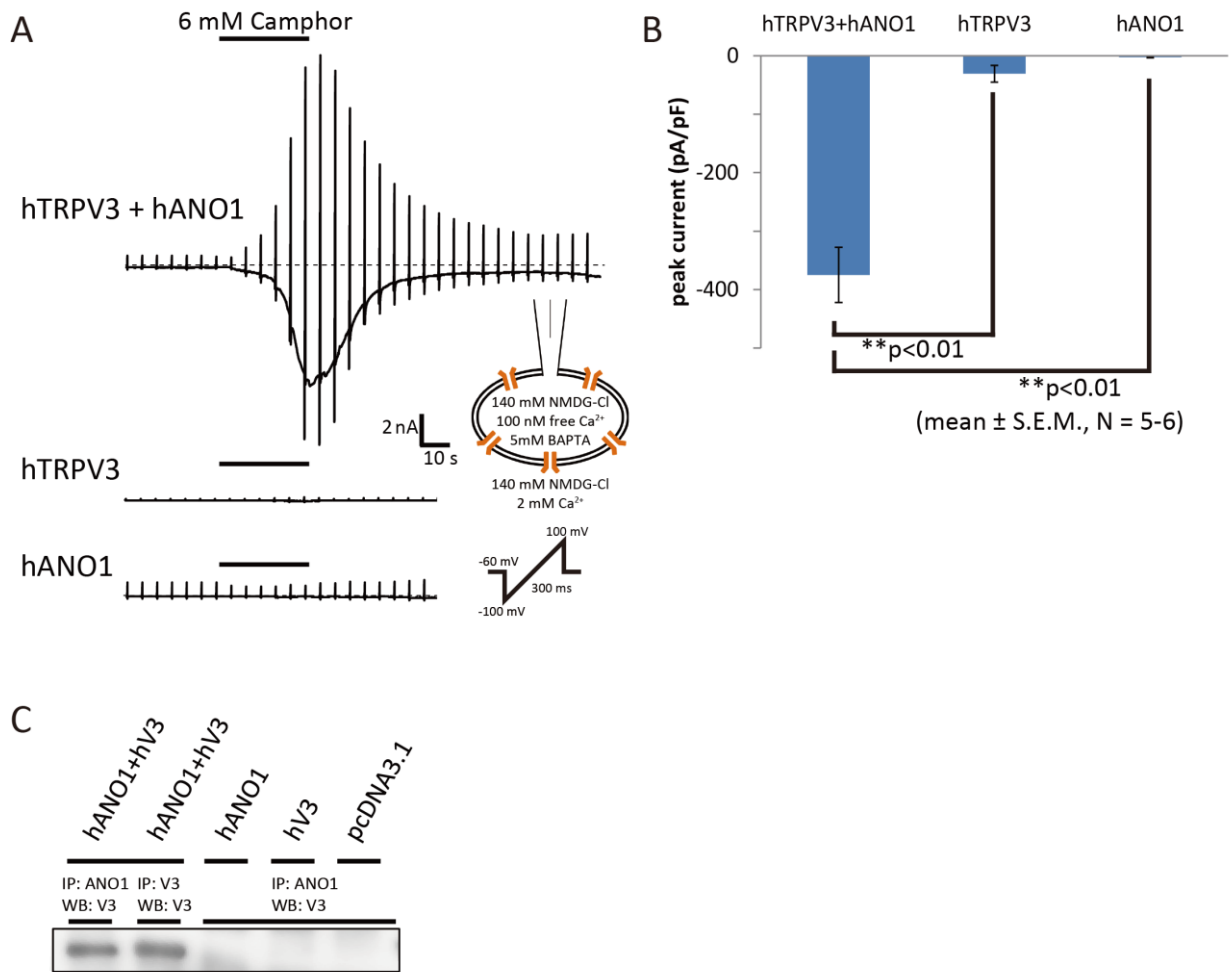 A
6 mM Camphor
hTRPV3 + hANO1
2 nA
10 s
140 mM NMDG-Cl
100 nM free Ca²⁺
5mM BAPTA
140 mM NMDG-Cl
2 mM Ca²⁺
hTRPV3
hANO1
100 mV
-60 mV
300 ms
-100 mV
B
hTRPV3+hANO1 hTRPV3 hANO1
0
-200
-400
peak current (pA/pF)
**p<0.01
**p<0.01
(mean ± S.E.M., N = 5-6)
C
hANO1+hV3
hANO1+hV3
hANO1
hV3
pcDNA3.1
IP: ANO1 IP: V3 IP: ANO1
WB: V3 WB: V3 WB: V3